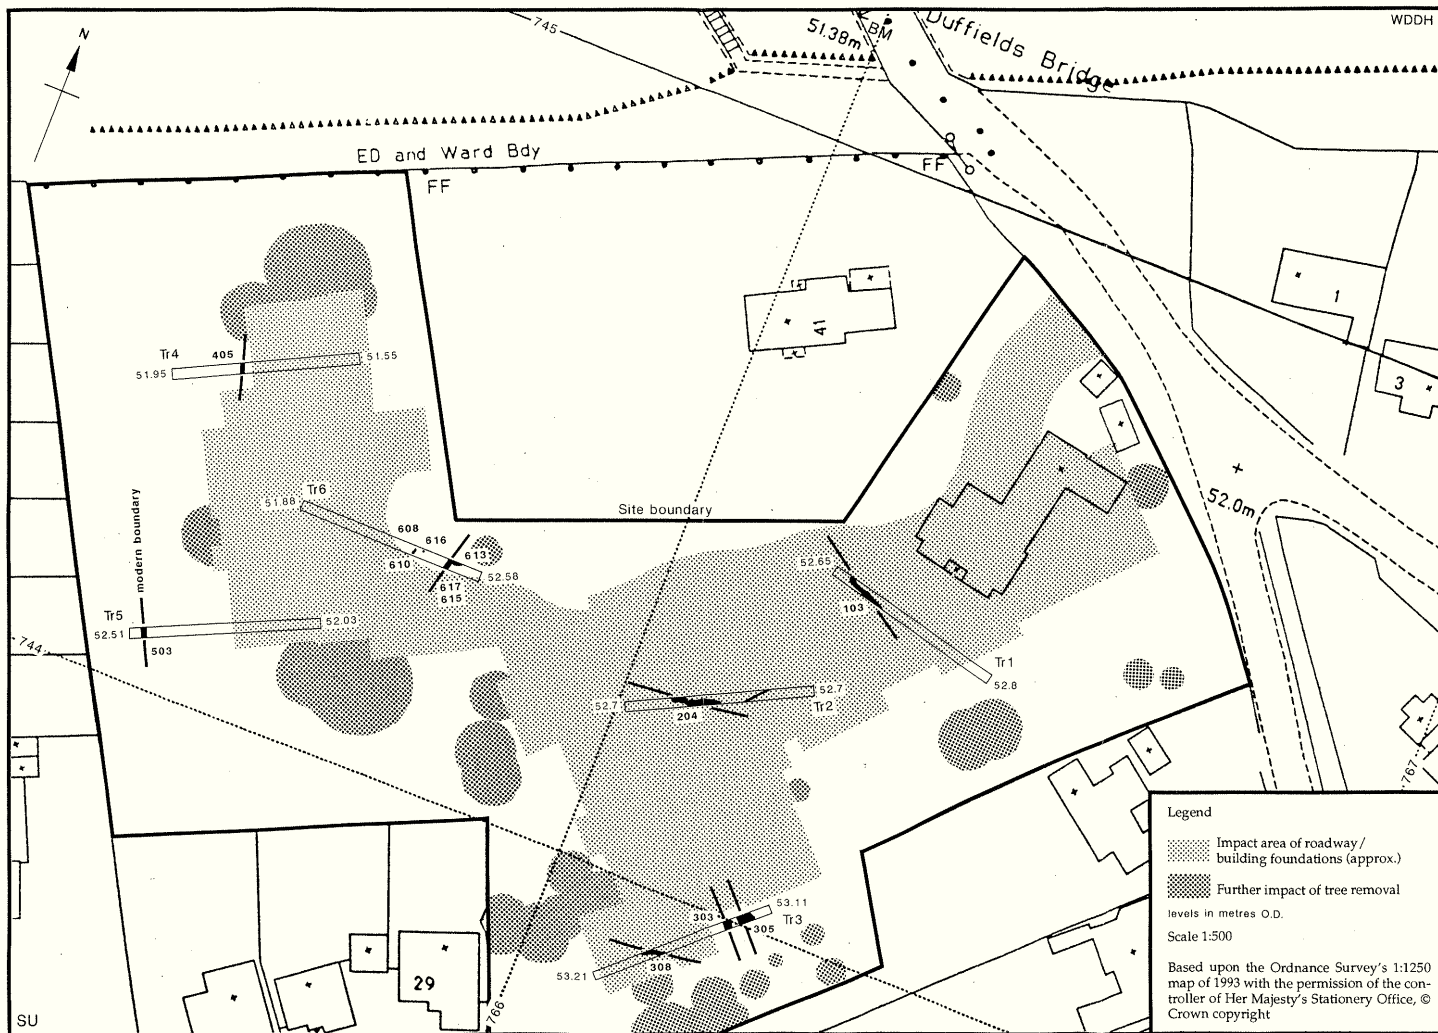 N
745
51.38m
BM
Duffields Bridge
WDDH
ED and Ward Bdy
FF
FF
41
1
3
Tr4
405
51.55
51.95
52.0m
51.88
Tr6
Site boundary
modern boundary
608
616
613
610
617
615
52.58
52.65
103
Tr5
52.51
52.03
503
744
Tr1
52.8
52.7
52.7
Tr2
204
767
303
53.11
Tr3
305
53.21
308
29
766
SU
Legend
Impact area of roadway/
building foundations (approx.)
Further impact of tree removal
levels in metres O.D.
Scale 1:500
Based upon the Ordnance Survey's 1:1250
map of 1993 with the permission of the con-
troller of Her Majesty's Stationery Office, ©
Crown copyright